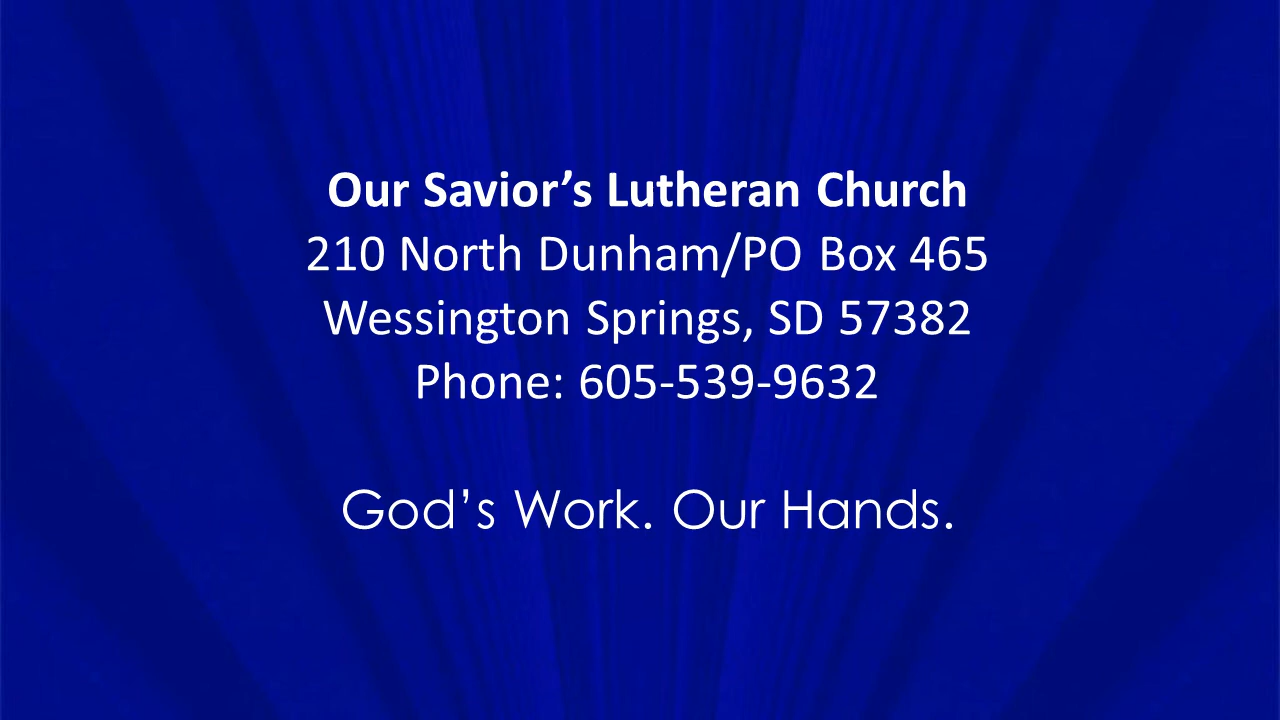 Our Savior’s Lutheran Church
210 North Dunham/PO Box 465
Wessington Springs, SD 57382
Phone: 605-539-9632
God’s Work. Our Hands.